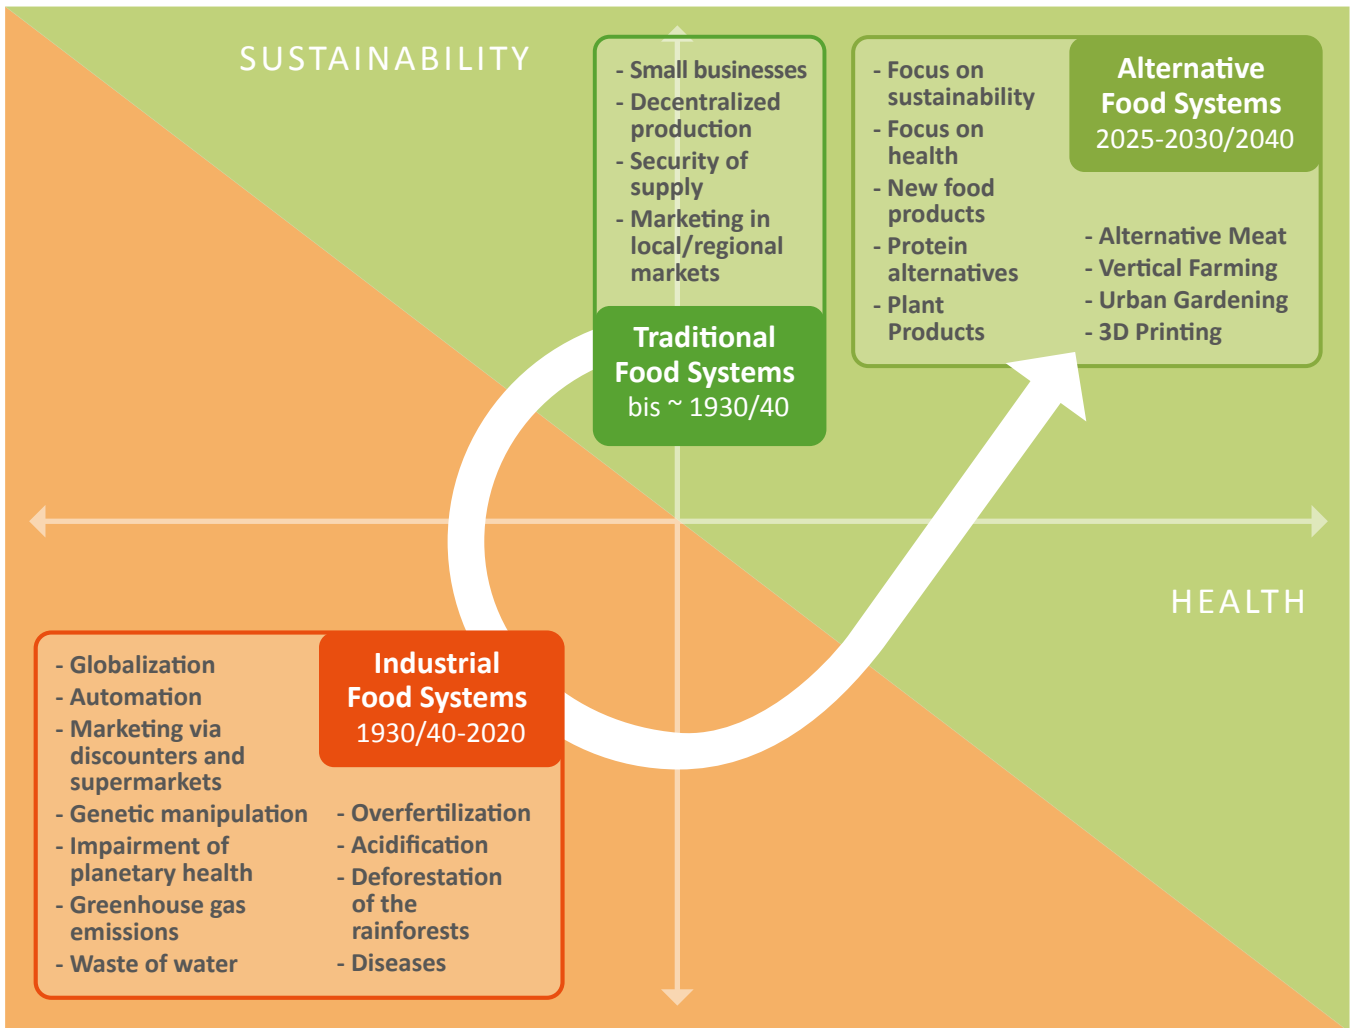 SUSTAINABILITY
- Small businesses
- Decentralized
production
- Security of
supply
- Marketing in
local/regional
markets
Traditional
Food Systems
bis ~ 1930/40
- Focus on
sustainability
- Focus on
health
- New food
products
- Protein
alternatives
- Plant
Products
Alternative
Food Systems
2025-2030/2040
- Alternative Meat
- Vertical Farming
- Urban Gardening
- 3D Printing
HEALTH
- Globalization
- Automation
- Marketing via
discounters and
supermarkets
- Genetic manipulation
- Impairment of
planetary health
- Greenhouse gas
emissions
- Waste of water
Industrial
Food Systems
1930/40-2020
- Overfertilization
- Acidification
- Deforestation
of the
rainforests
- Diseases